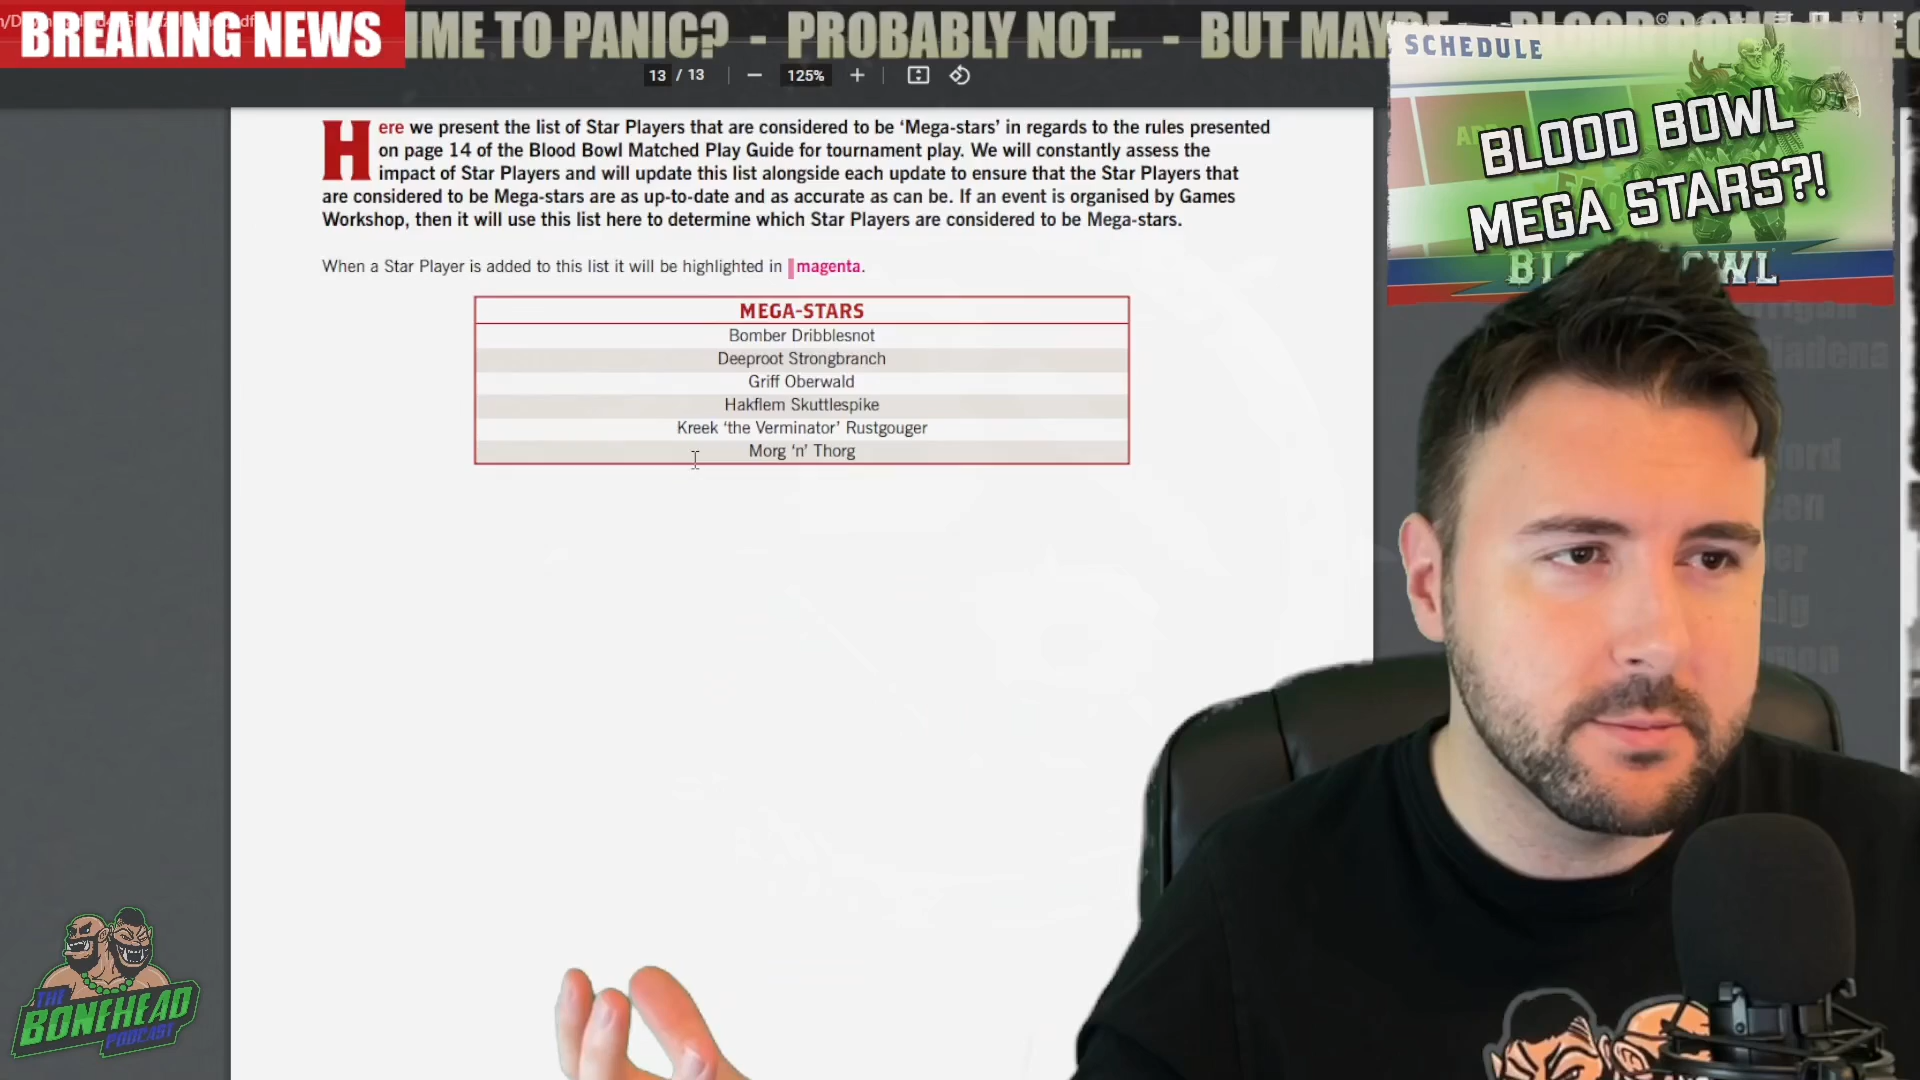 BREAKING NEWS
IME TO PANIC? - PROBABLY NOT... - BUT MAYBE - BLOOD BOWL MEG
13 / 13
125%
SCHEDULE
BLOOD BOWL
MEGA STARS?!
Here we present the list of Star Players that are considered to be ‘Mega-stars’ in regards to the rules presented
on page 14 of the Blood Bowl Matched Play Guide for tournament play. We will constantly assess the
impact of Star Players and will update this list alongside each update to ensure that the Star Players that
are considered to be Mega-stars are as up-to-date and as accurate as can be. If an event is organised by Games
Workshop, then it will use this list here to determine which Star Players are considered to be Mega-stars.
When a Star Player is added to this list it will be highlighted in magenta.
MEGA-STARS
Bomber Dribblesnot
Deeproot Strongbranch
Griff Oberwald
Hakflem Skuttlespike
Kreek ‘the Verminator’ Rustgouger
Morg ‘n’ Thorg
THE
BONEHEAD
PODCAST